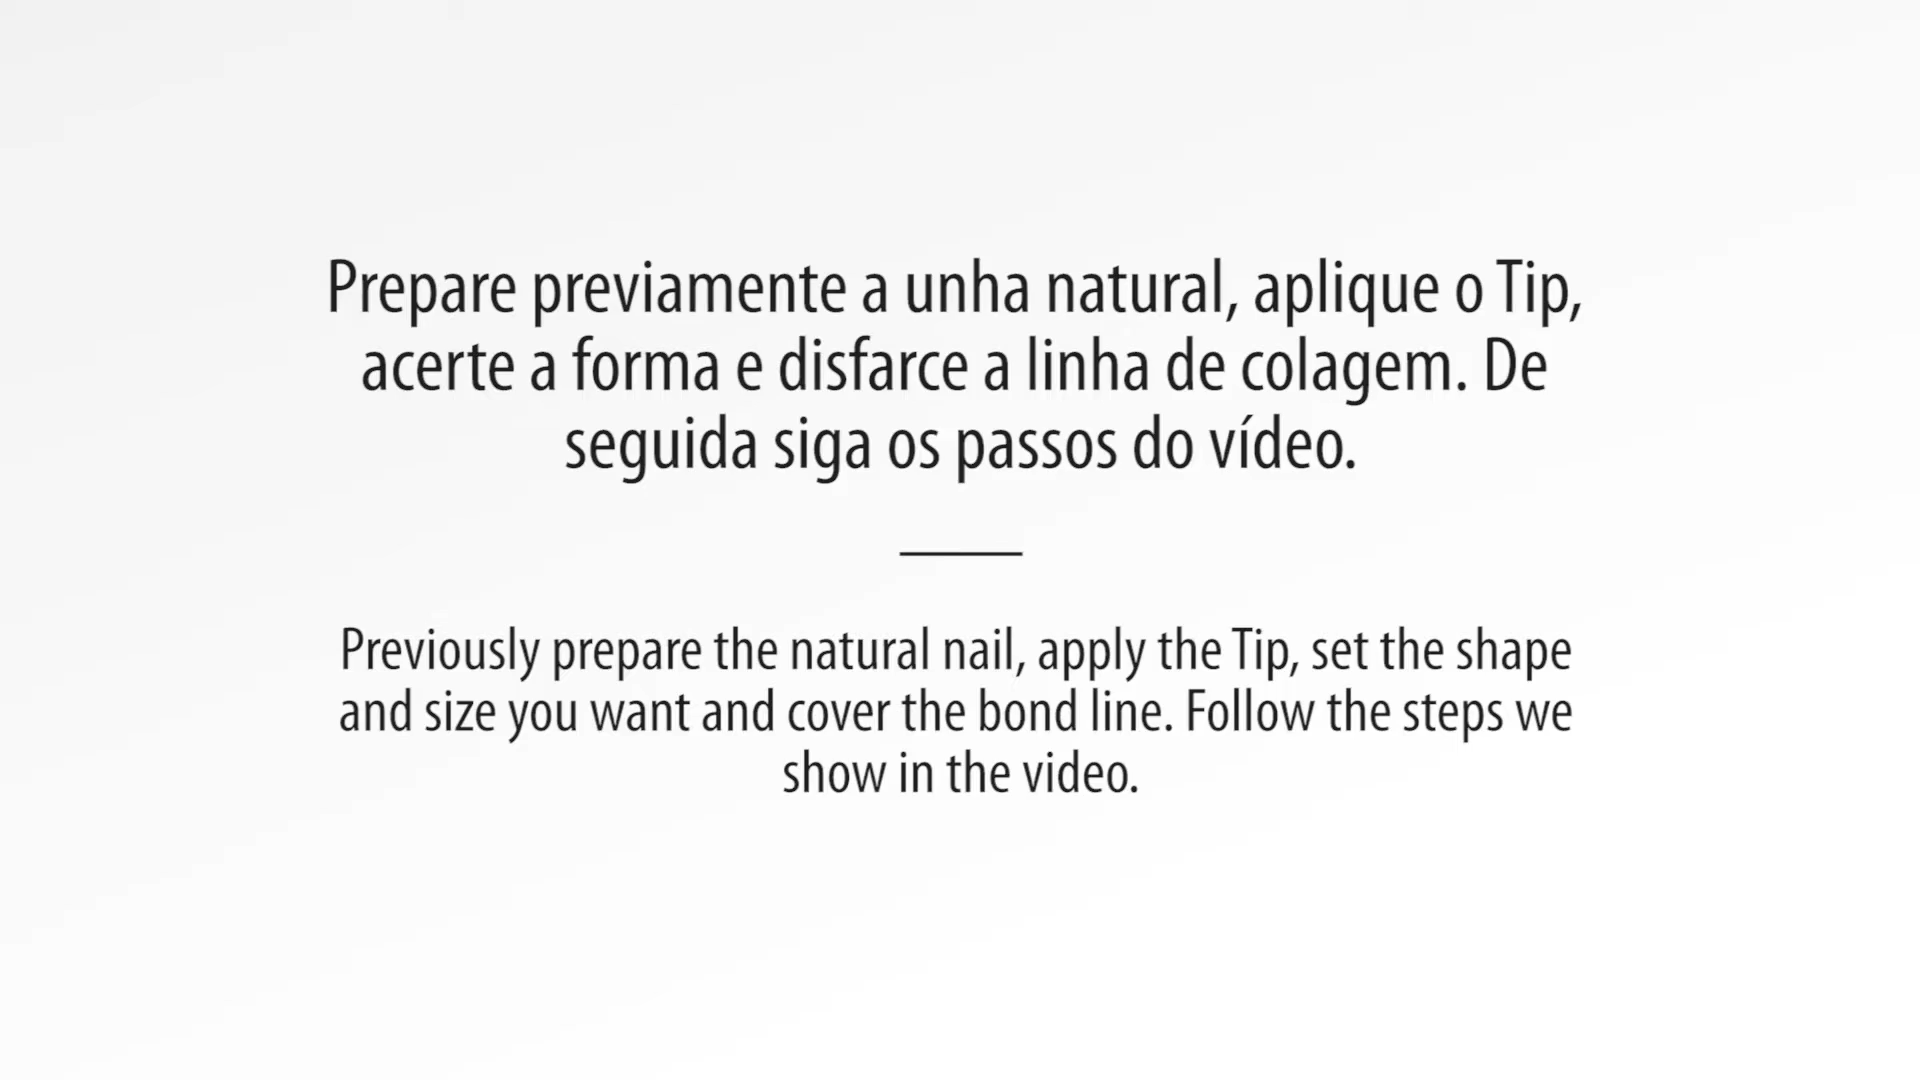 Prepare previamente a unha natural, aplique o Tip,
acerte a forma e disfarce a linha de colagem. De
seguida siga os passos do vídeo.
Previously prepare the natural nail, apply the Tip, set the shape
and size you want and cover the bond line. Follow the steps we
show in the video.